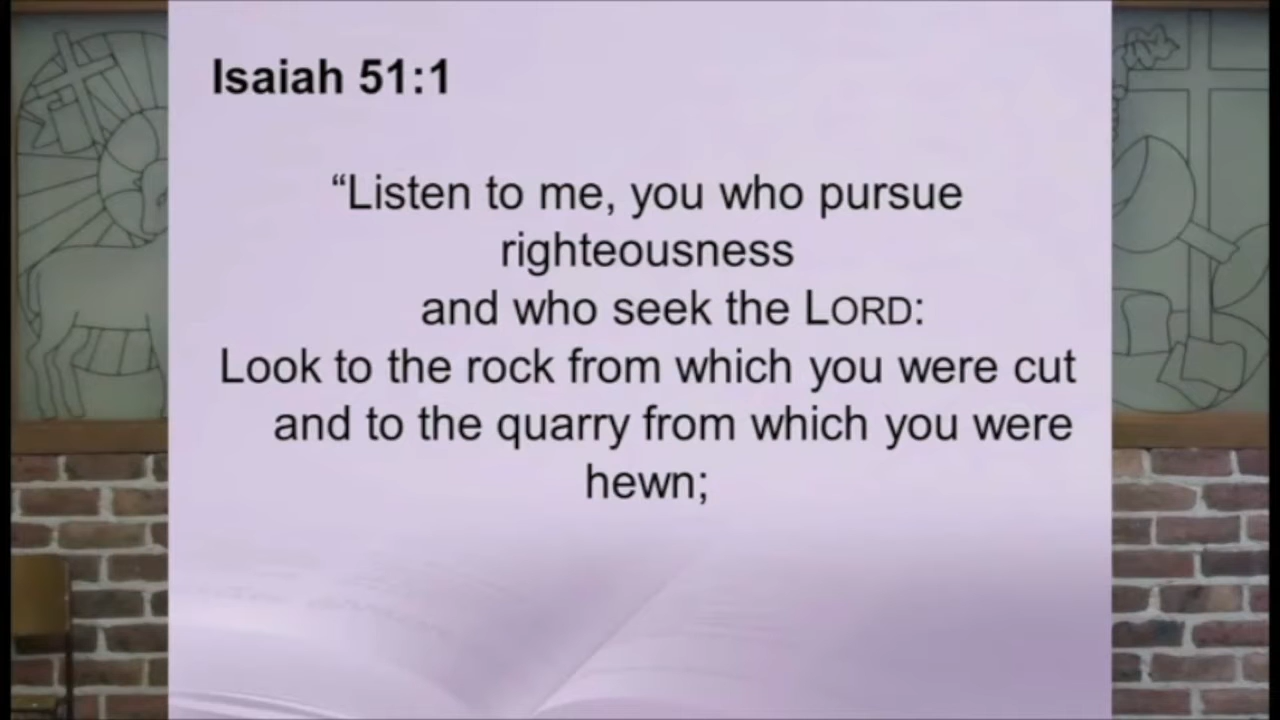 Isaiah 51:1
“Listen to me, you who pursue
righteousness
and who seek the LORD:
Look to the rock from which you were cut
and to the quarry from which you were
hewn;